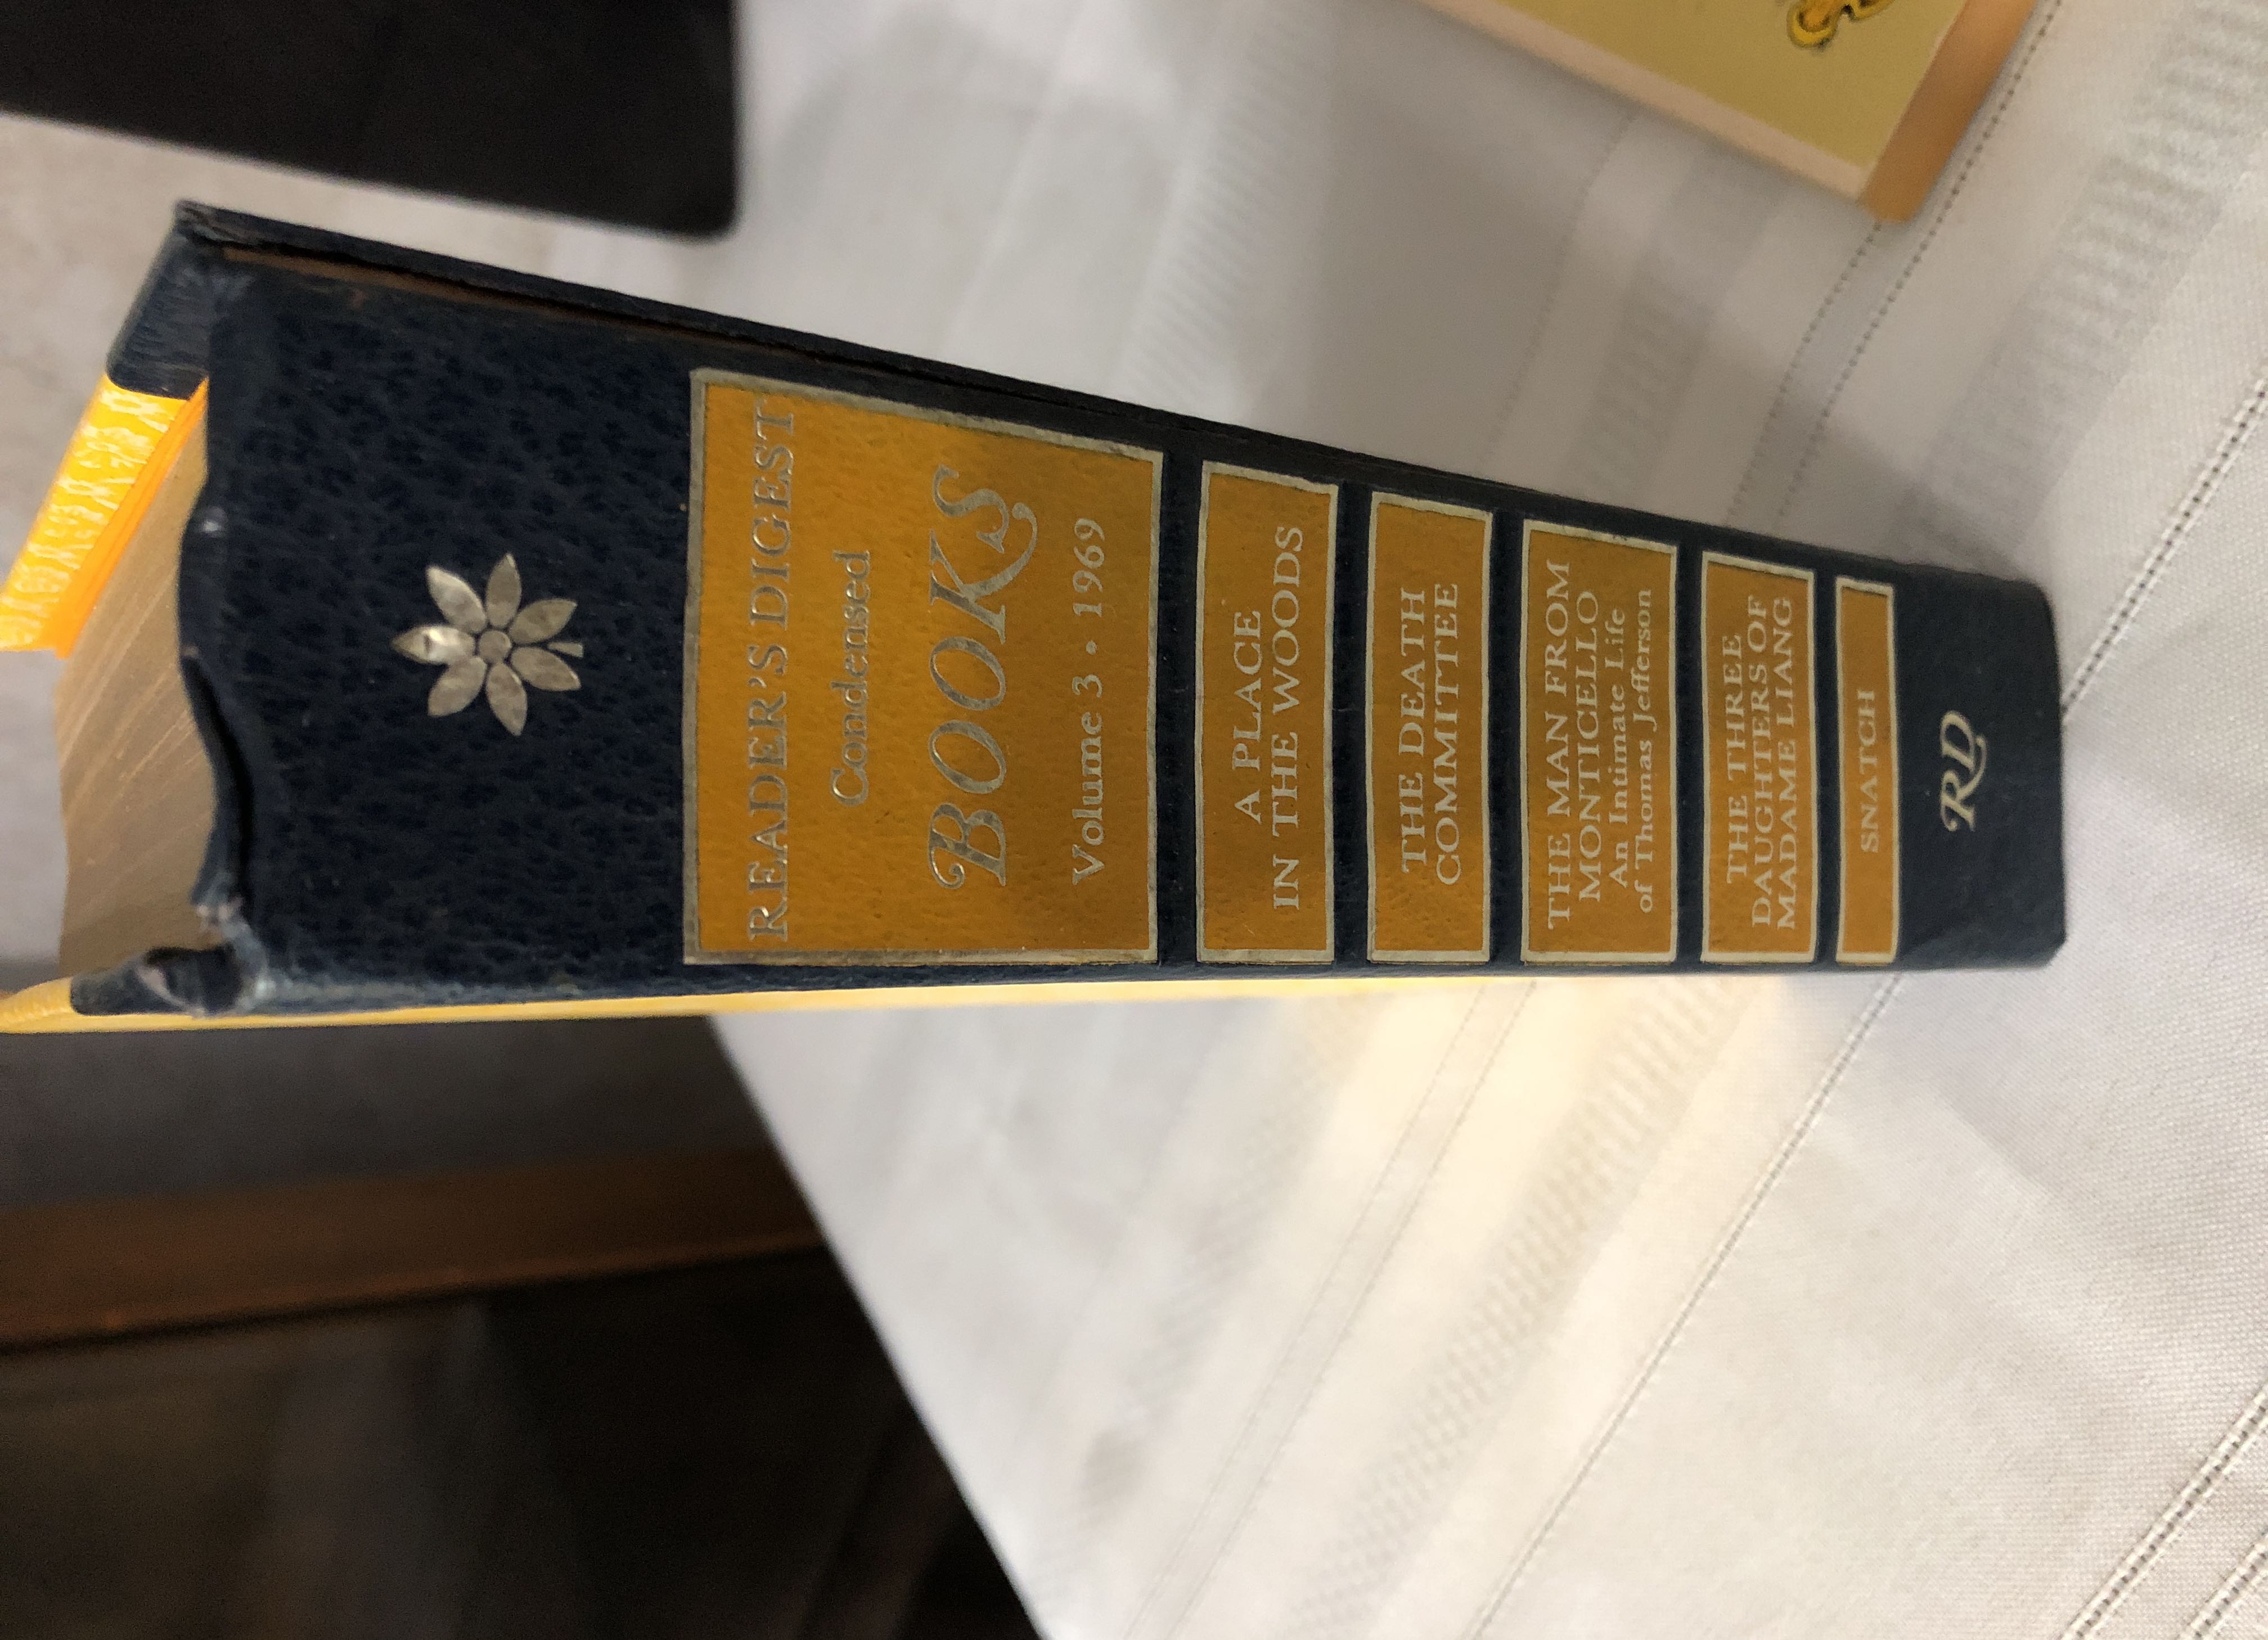 READER'S DIGEST
Condensed
BOOKS
Volume 3 • 1969
A PLACE
IN THE WOODS
THE DEATH
COMMITTEE
THE MAN FROM
MONTICELLO
An Intimate Life
of Thomas Jefferson
THE THREE
DAUGHTERS OF
MADAME LIANG
SNATCH
RD